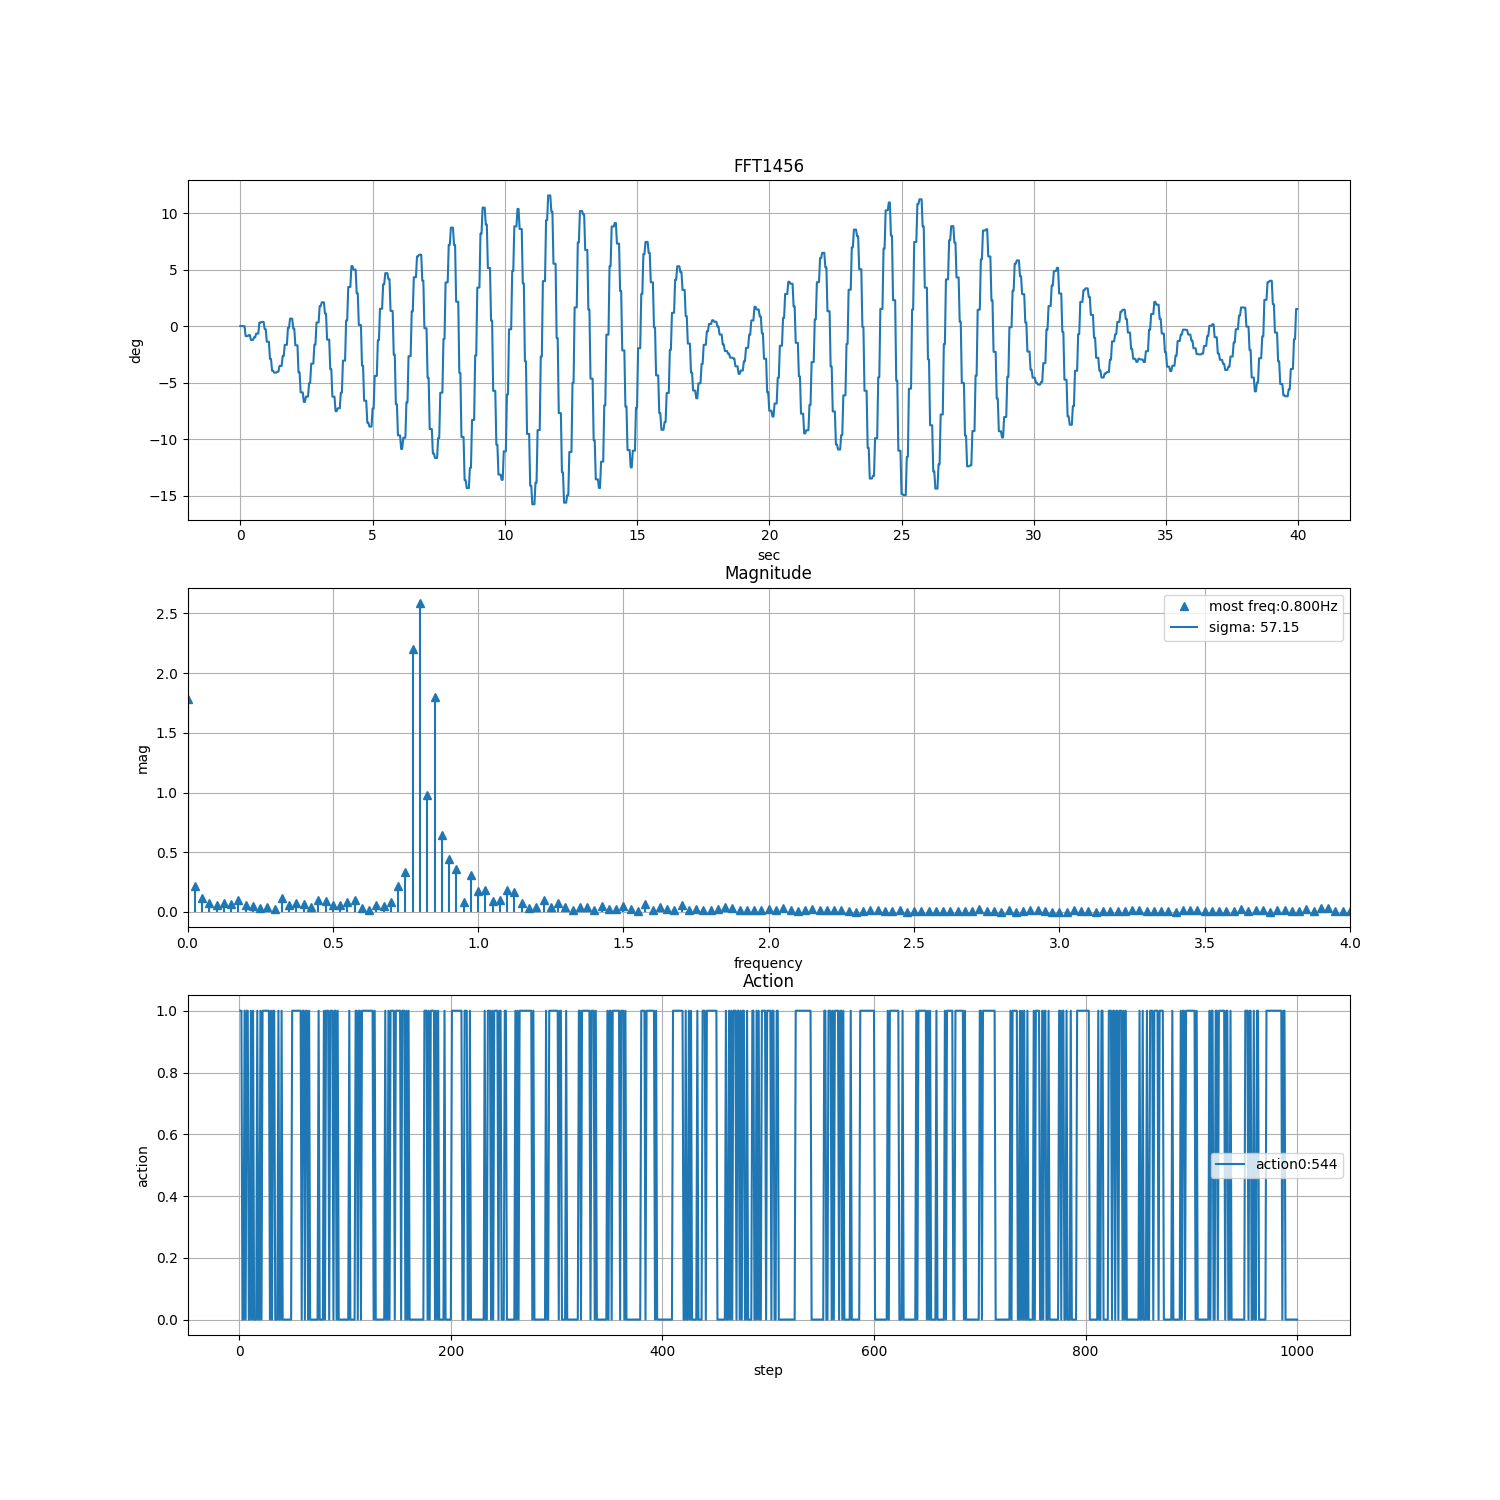 FFT1456
10
5
0
−5
−10
−15
deg
0 5 10 15 20 25 30 35 40
sec
Magnitude
2.5
2.0
1.5
1.0
0.5
0.0
mag
most freq:0.800Hz
sigma: 57.15
0.0 0.5 1.0 1.5 2.0 2.5 3.0 3.5 4.0
frequency
Action
1.0
0.8
0.6
0.4
0.2
0.0
action
action0:544
0 200 400 600 800 1000
step